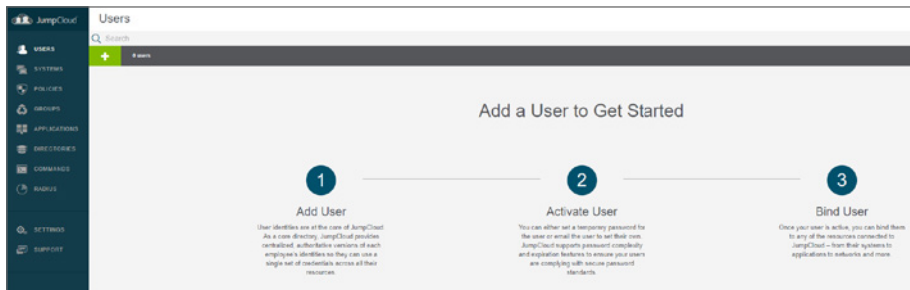 JumpCloud
USERS
SYSTEMS
POLICIES
GROUPS
APPLICATIONS
DIRECTORIES
COMMANDS
RADIUS
SETTINGS
SUPPORT
Users
Search
+
0 users
Add a User to Get Started
1
Add User
User identities are at the core of JumpCloud.
As a core directory, JumpCloud provides
centralized, authoritative versions of each
employee's identities so they can use a
single set of credentials across all their
resources.
2
Activate User
You can either set a temporary password for
the user or email the user to set their own.
JumpCloud supports password complexity
and expiration features to ensure your users
are complying with secure password
standards.
3
Bind User
Once your user is active, you can bind them
to any of the resources connected to
JumpCloud – from their systems to
applications to networks and more.